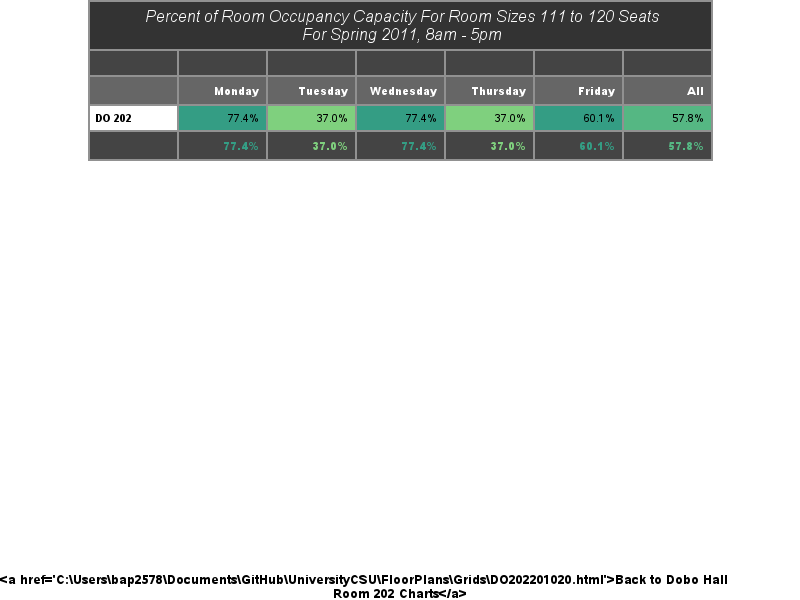 Percent of Room Occupancy Capacity For Room Sizes 111 to 120 Seats
For Spring 2011, 8am - 5pm
Monday Tuesday Wednesday Thursday Friday All
DO 202 77.4% 37.0% 77.4% 37.0% 60.1% 57.8%
77.4% 37.0% 77.4% 37.0% 60.1% 57.8%
<a href='C:\Users\bap2578\Documents\GitHub\UniversityCSU\FloorPlans\Grids\DO202201020.html'>Back to Dobo Hall
Room 202 Charts</a>